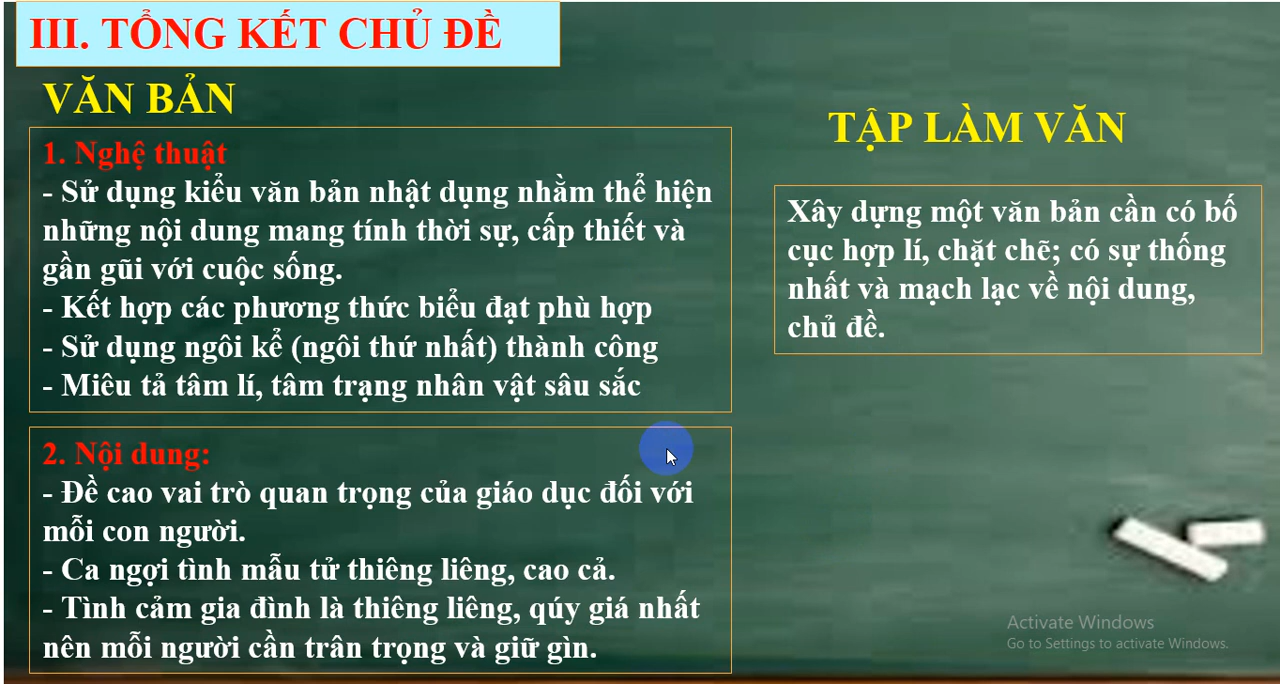 III. TỔNG KẾT CHỦ ĐỀ
VĂN BẢN
1. Nghệ thuật
- Sử dụng kiểu văn bản nhật dụng nhằm thể hiện
những nội dung mang tính thời sự, cấp thiết và
gần gũi với cuộc sống.
- Kết hợp các phương thức biểu đạt phù hợp
- Sử dụng ngôi kể (ngôi thứ nhất) thành công
- Miêu tả tâm lí, tâm trạng nhân vật sâu sắc
2. Nội dung:
- Đề cao vai trò quan trọng của giáo dục đối với
mỗi con người.
- Ca ngợi tình mẫu tử thiêng liêng, cao cả.
- Tình cảm gia đình là thiêng liêng, qúy giá nhất
nên mỗi người cần trân trọng và giữ gìn.
TẬP LÀM VĂN
Xây dựng một văn bản cần có bố
cục hợp lí, chặt chẽ; có sự thống
nhất và mạch lạc về nội dung,
chủ đề.
Activate Windows
Go to Settings to activate Windows.